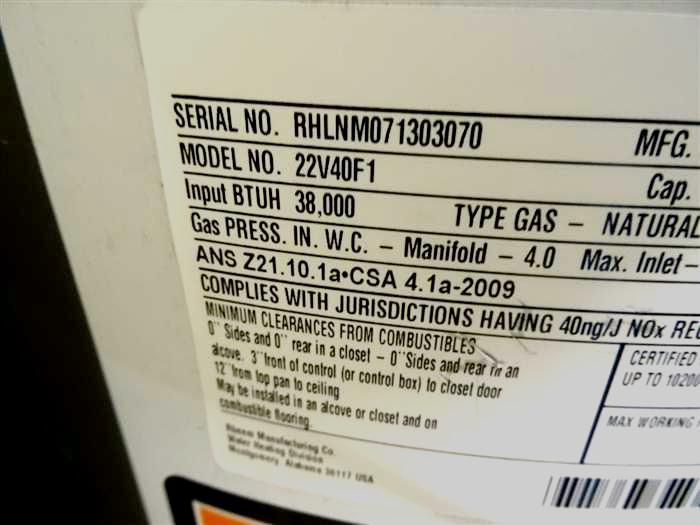 SERIAL NO. RHLNM071303070 MFG.
MODEL NO. 22V40F1 Cap.
Input BTUH 38,000 TYPE GAS – NATURAL
Gas PRESS. IN. W.C. – Manifold – 4.0 Max. Inlet –
ANS Z21.10.1a•CSA 4.1a-2009
COMPLIES WITH JURISDICTIONS HAVING 40ng/J NOx RE
MINIMUM CLEARANCES FROM COMBUSTIBLES
0" Sides and 0" rear in a closet – 0"Sides and rear in an
alcove. 3"front of control (or control box) to closet door
12"from top pan to ceiling
May be installed in an alcove or closet and on
combustible flooring.
Rheem Manufacturing Co.
Water Heating Division
Montgomery, Alabama 36117 USA
CERTIFIED
UP TO 10200
MAX WORKING